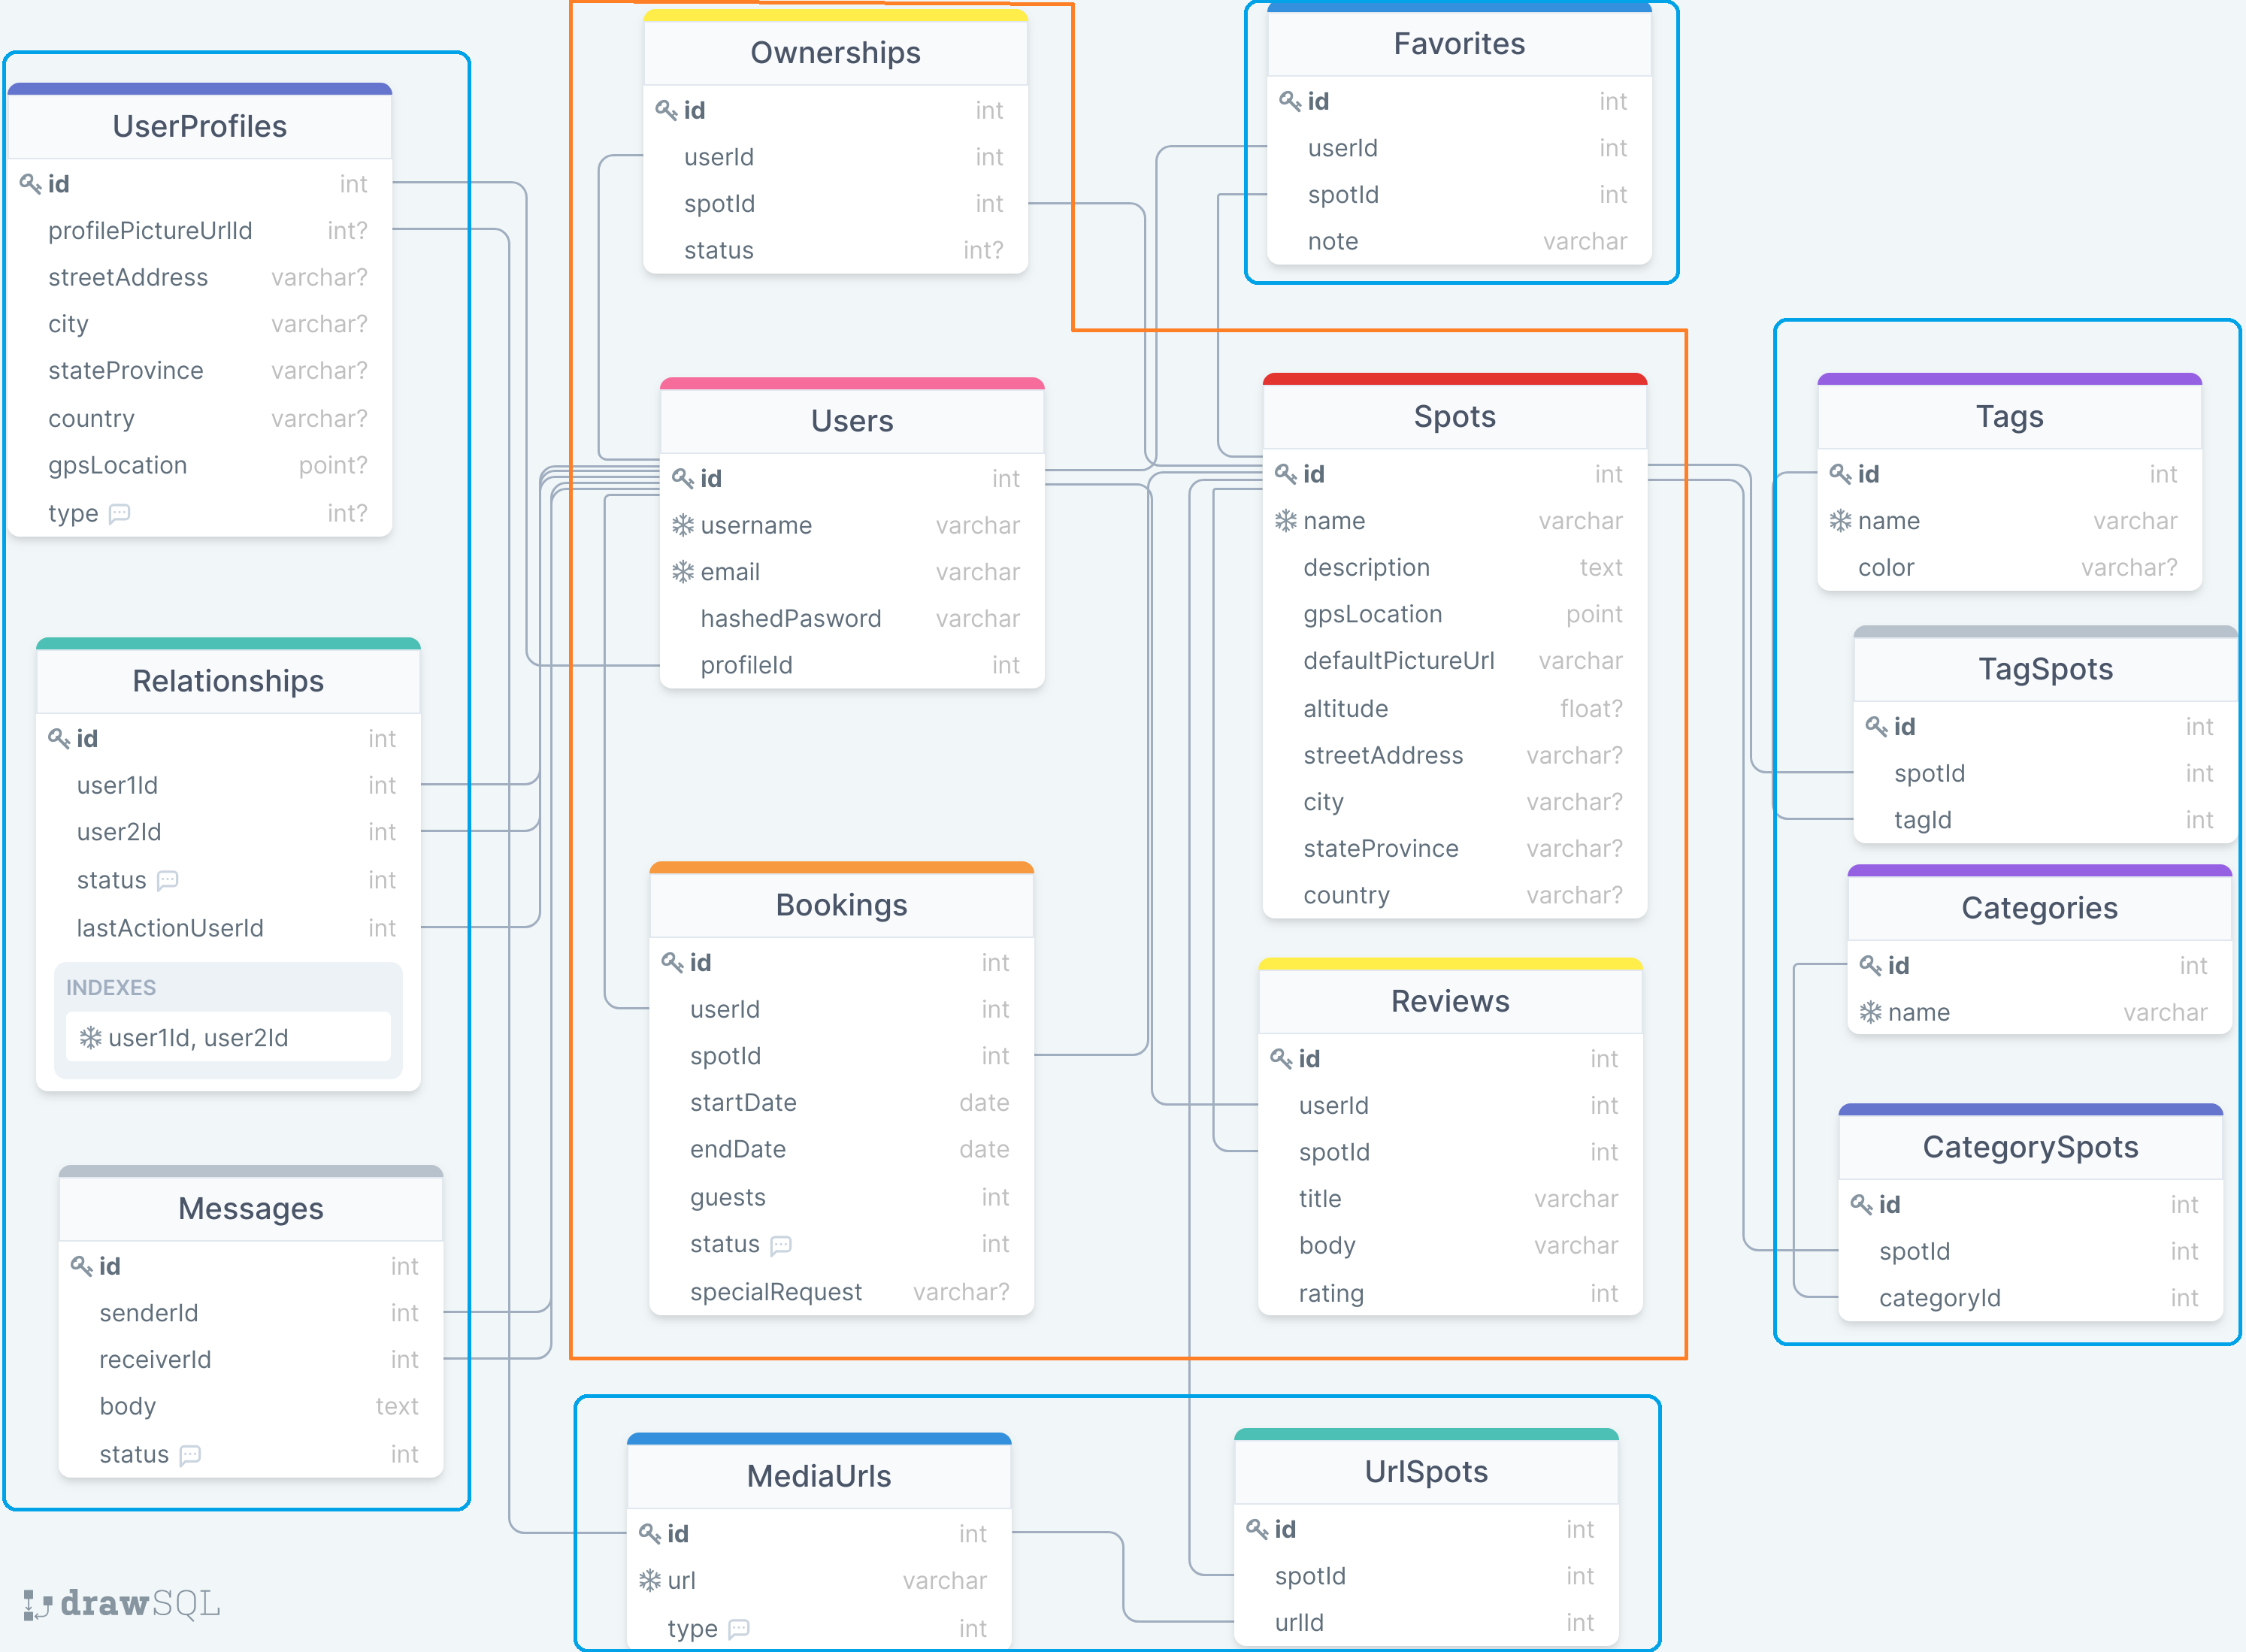 UserProfiles
id int
profilePictureUrlId int?
streetAddress varchar?
city varchar?
stateProvince varchar?
country varchar?
gpsLocation point?
type int?
Relationships
id int
user1Id int
user2Id int
status int
lastActionUserId int
INDEXES
user1Id, user2Id
Messages
id int
senderId int
receiverId int
body text
status int
Ownerships
id int
userId int
spotId int
status int?
Users
id int
username varchar
email varchar
hashedPasword varchar
profileId int
Bookings
id int
userId int
spotId int
startDate date
endDate date
guests int
status int
specialRequest varchar?
Favorites
id int
userId int
spotId int
note varchar
Spots
id int
name varchar
description text
gpsLocation point
defaultPictureUrl varchar
altitude float?
streetAddress varchar?
city varchar?
stateProvince varchar?
country varchar?
Reviews
id int
userId int
spotId int
title varchar
body varchar
rating int
Tags
id int
name varchar
color varchar?
TagSpots
id int
spotId int
tagId int
Categories
id int
name varchar
CategorySpots
id int
spotId int
categoryId int
MediaUrls
id int
url varchar
type int
UrlSpots
id int
spotId int
urlId int
drawSQL